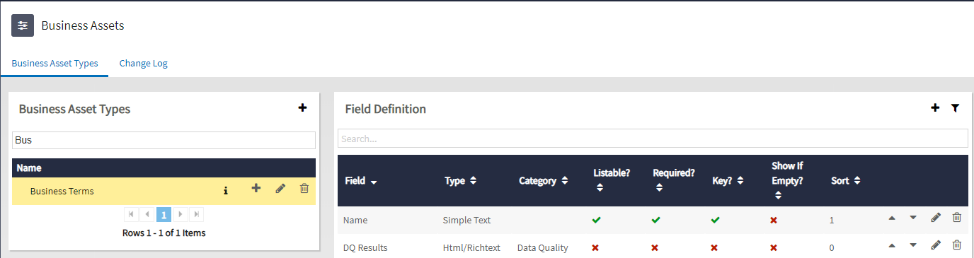 Business Assets
Business Asset Types Change Log
Business Asset Types
Bus
Name
Business Terms
1
Rows 1 - 1 of 1 Items
Field Definition
Search...
Field Type Category Listable? Required? Key? Show If Empty? Sort
Name Simple Text 1
DQ Results Html/Richtext Data Quality 0